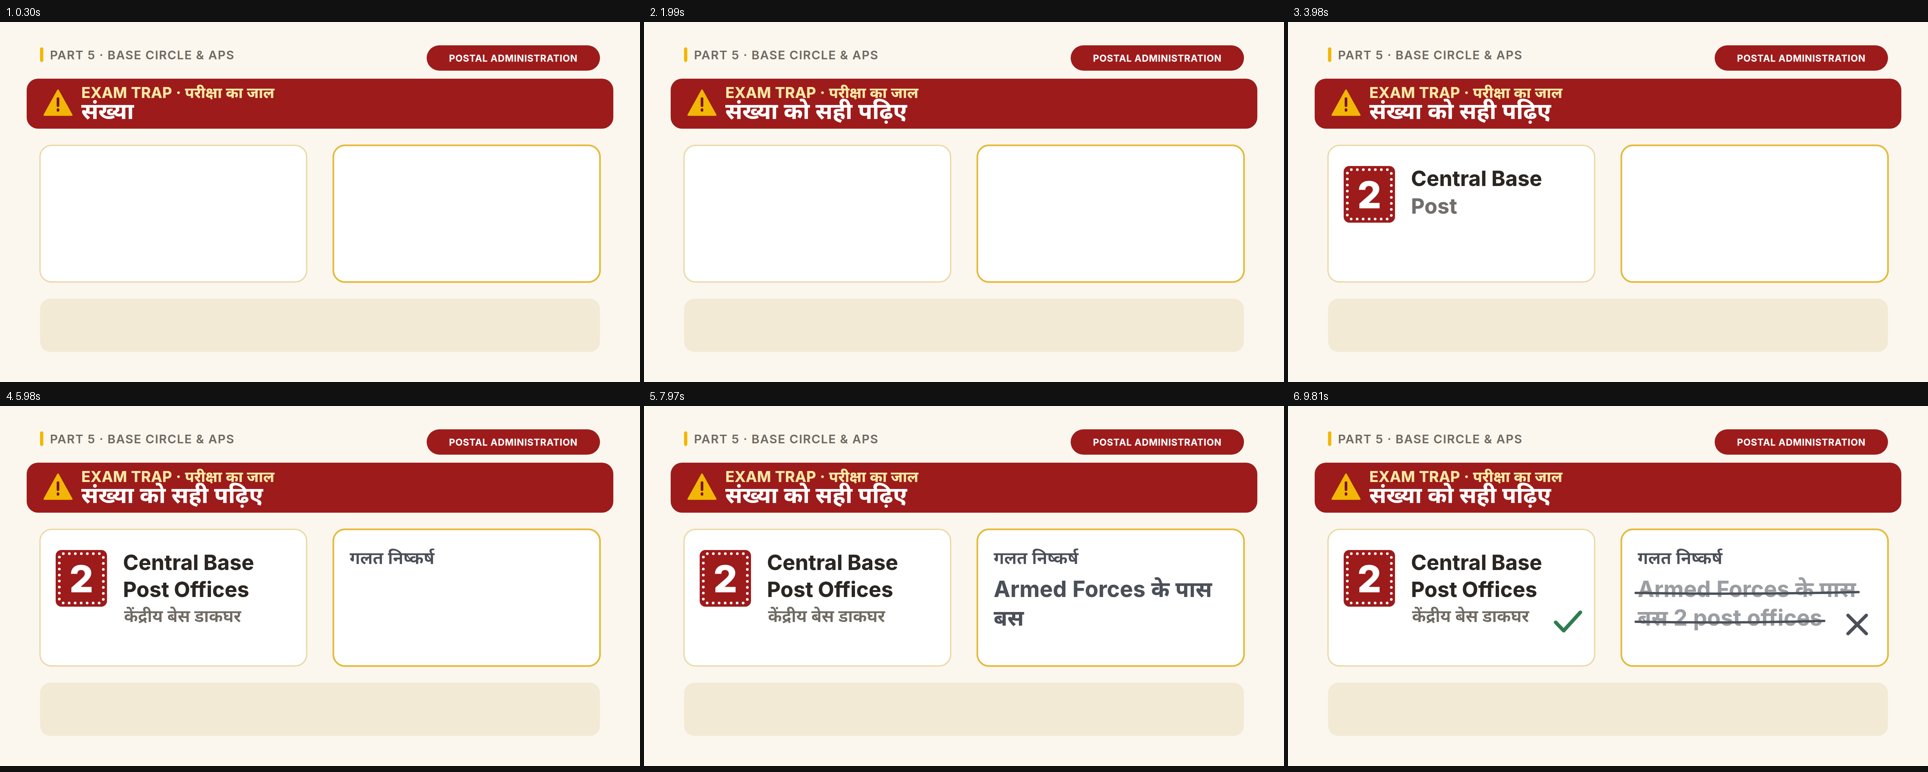 1. 0.30s
PART 5 · BASE CIRCLE & APS
POSTAL ADMINISTRATION
EXAM TRAP · परीक्षा का जाल
संख्या
2. 1.99s
PART 5 · BASE CIRCLE & APS
POSTAL ADMINISTRATION
EXAM TRAP · परीक्षा का जाल
संख्या को सही पढ़िए
3. 3.98s
PART 5 · BASE CIRCLE & APS
POSTAL ADMINISTRATION
EXAM TRAP · परीक्षा का जाल
संख्या को सही पढ़िए
2
Central Base
Post
4. 5.98s
PART 5 · BASE CIRCLE & APS
POSTAL ADMINISTRATION
EXAM TRAP · परीक्षा का जाल
संख्या को सही पढ़िए
2
Central Base
Post Offices
केंद्रीय बेस डाकघर
गलत निष्कर्ष
5. 7.97s
PART 5 · BASE CIRCLE & APS
POSTAL ADMINISTRATION
EXAM TRAP · परीक्षा का जाल
संख्या को सही पढ़िए
2
Central Base
Post Offices
केंद्रीय बेस डाकघर
गलत निष्कर्ष
Armed Forces के पास
बस
6. 9.81s
PART 5 · BASE CIRCLE & APS
POSTAL ADMINISTRATION
EXAM TRAP · परीक्षा का जाल
संख्या को सही पढ़िए
2
Central Base
Post Offices
केंद्रीय बेस डाकघर
गलत निष्कर्ष
Armed Forces के पास
बस 2 post offices